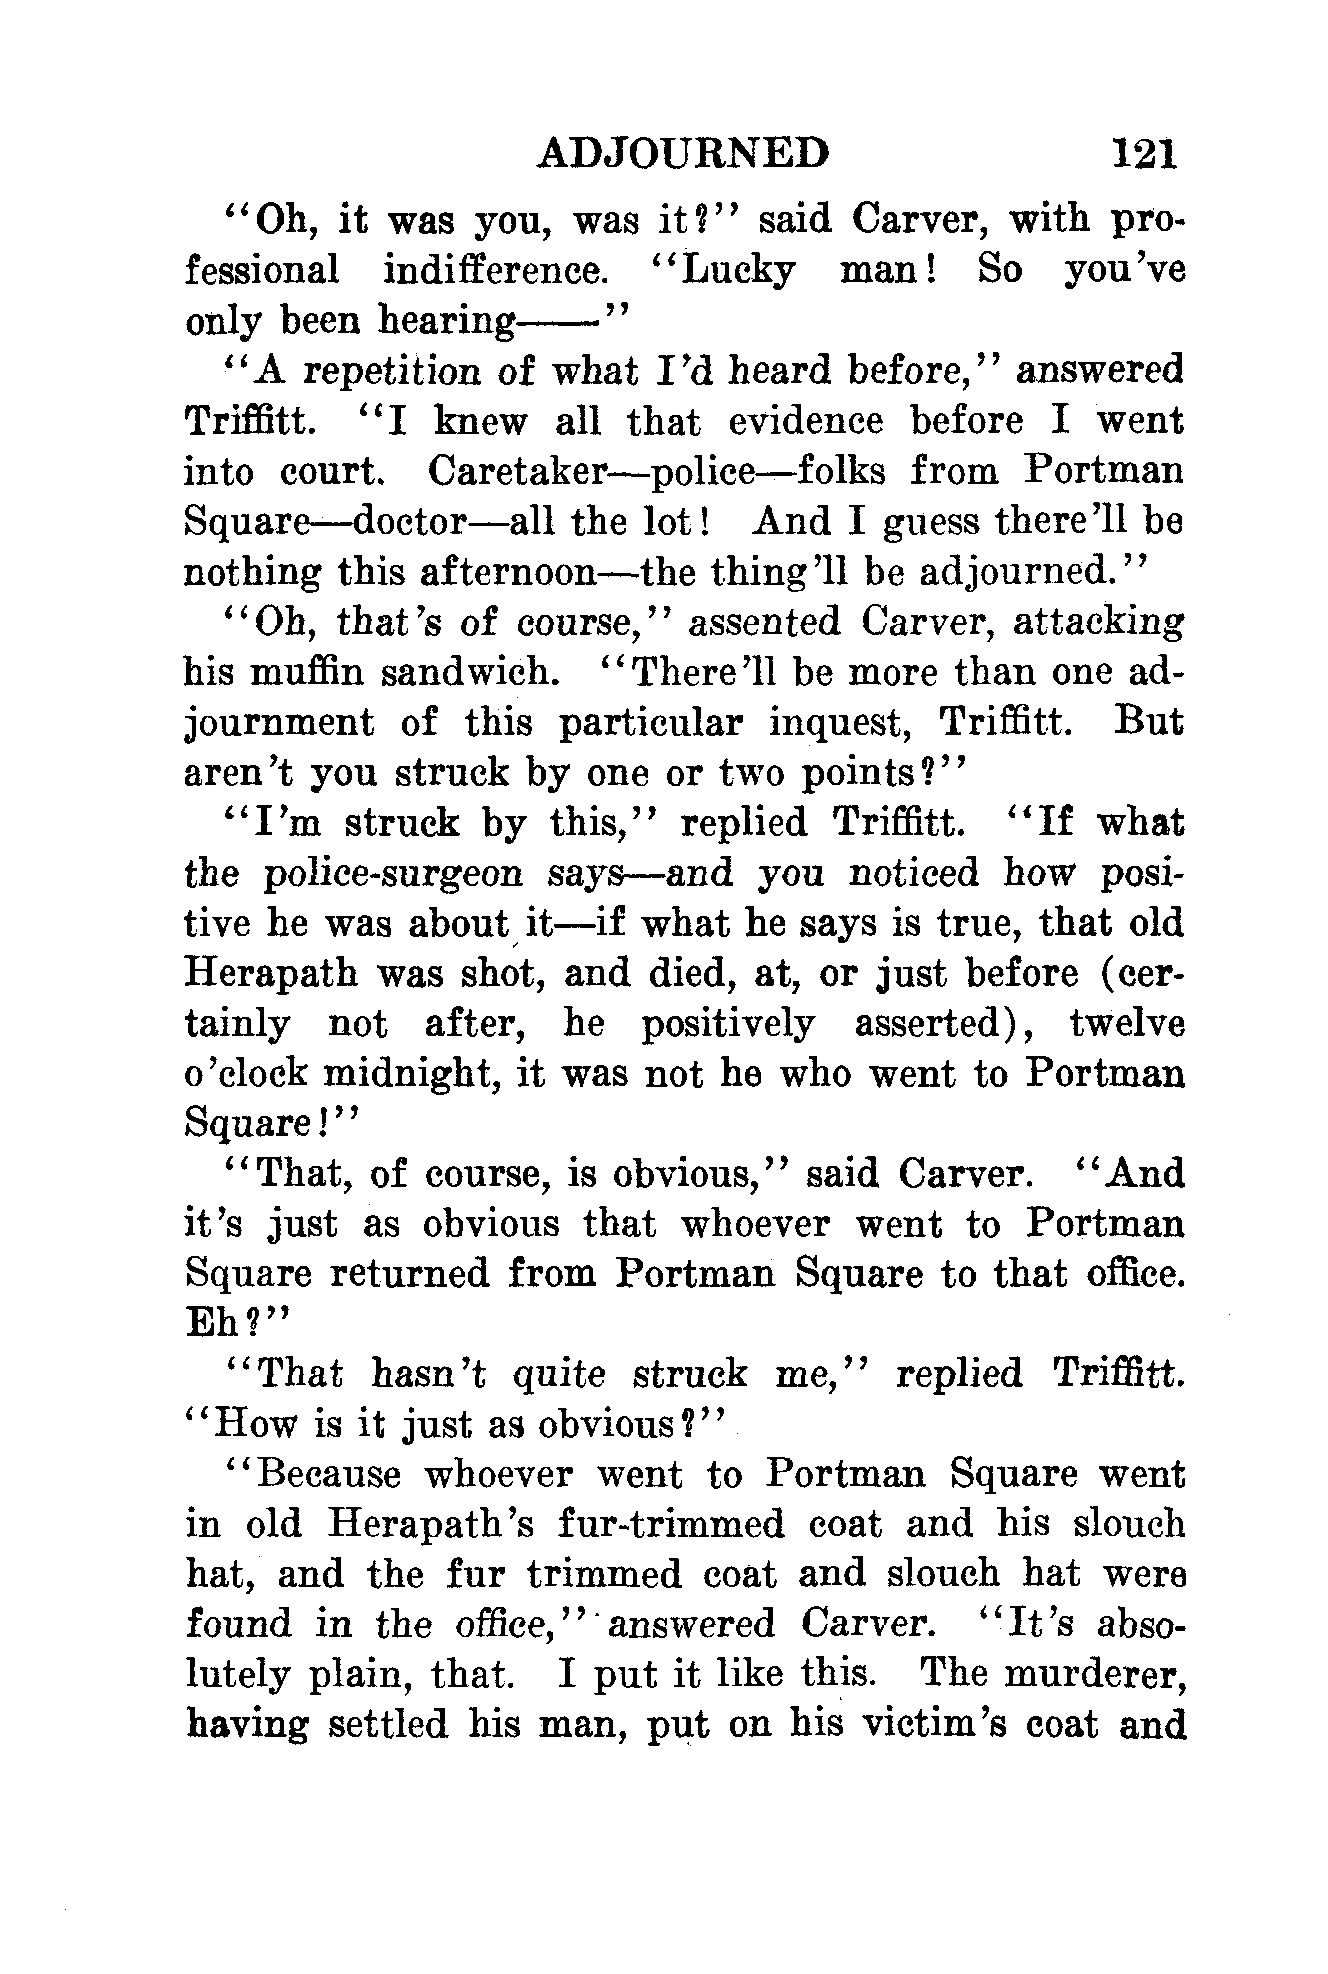 ADJOURNED 121
"Oh, it was you, was it?" said Carver, with pro-
fessional indifference. "Lucky man! So you've
only been hearing——"
"A repetition of what I'd heard before," answered
Triffitt. "I knew all that evidence before I went
into court. Caretaker—police—folks from Portman
Square—doctor—all the lot! And I guess there'll be
nothing this afternoon—the thing'll be adjourned."
"Oh, that's of course," assented Carver, attacking
his muffin sandwich. "There'll be more than one ad-
journment of this particular inquest, Triffitt. But
aren't you struck by one or two points?"
"I'm struck by this," replied Triffitt. "If what
the police-surgeon says—and you noticed how posi-
tive he was about it—if what he says is true, that old
Herapath was shot, and died, at, or just before (cer-
tainly not after, he positively asserted), twelve
o'clock midnight, it was not he who went to Portman
Square!"
"That, of course, is obvious," said Carver. "And
it's just as obvious that whoever went to Portman
Square returned from Portman Square to that office.
Eh?"
"That hasn't quite struck me," replied Triffitt.
"How is it just as obvious?"
"Because whoever went to Portman Square went
in old Herapath's fur-trimmed coat and his slouch
hat, and the fur trimmed coat and slouch hat were
found in the office," answered Carver. "It's abso-
lutely plain, that. I put it like this. The murderer,
having settled his man, put on his victim's coat and